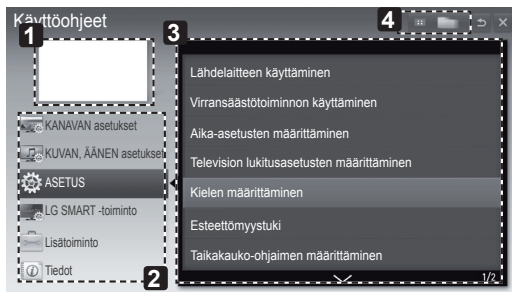 Käyttöohjeet
4
1
3
Lähdelaitteen käyttäminen
Virransäästötoiminnon käyttäminen
Aika-asetusten määrittäminen
Television lukitusasetusten määrittäminen
Kielen määrittäminen
Esteettömyystuki
Taikakauko-ohjaimen määrittäminen
1/2
KANAVAN asetukset
KUVAN, ÄÄNEN asetukset
ASETUS
LG SMART -toiminto
Lisätoiminto
Tiedot
2